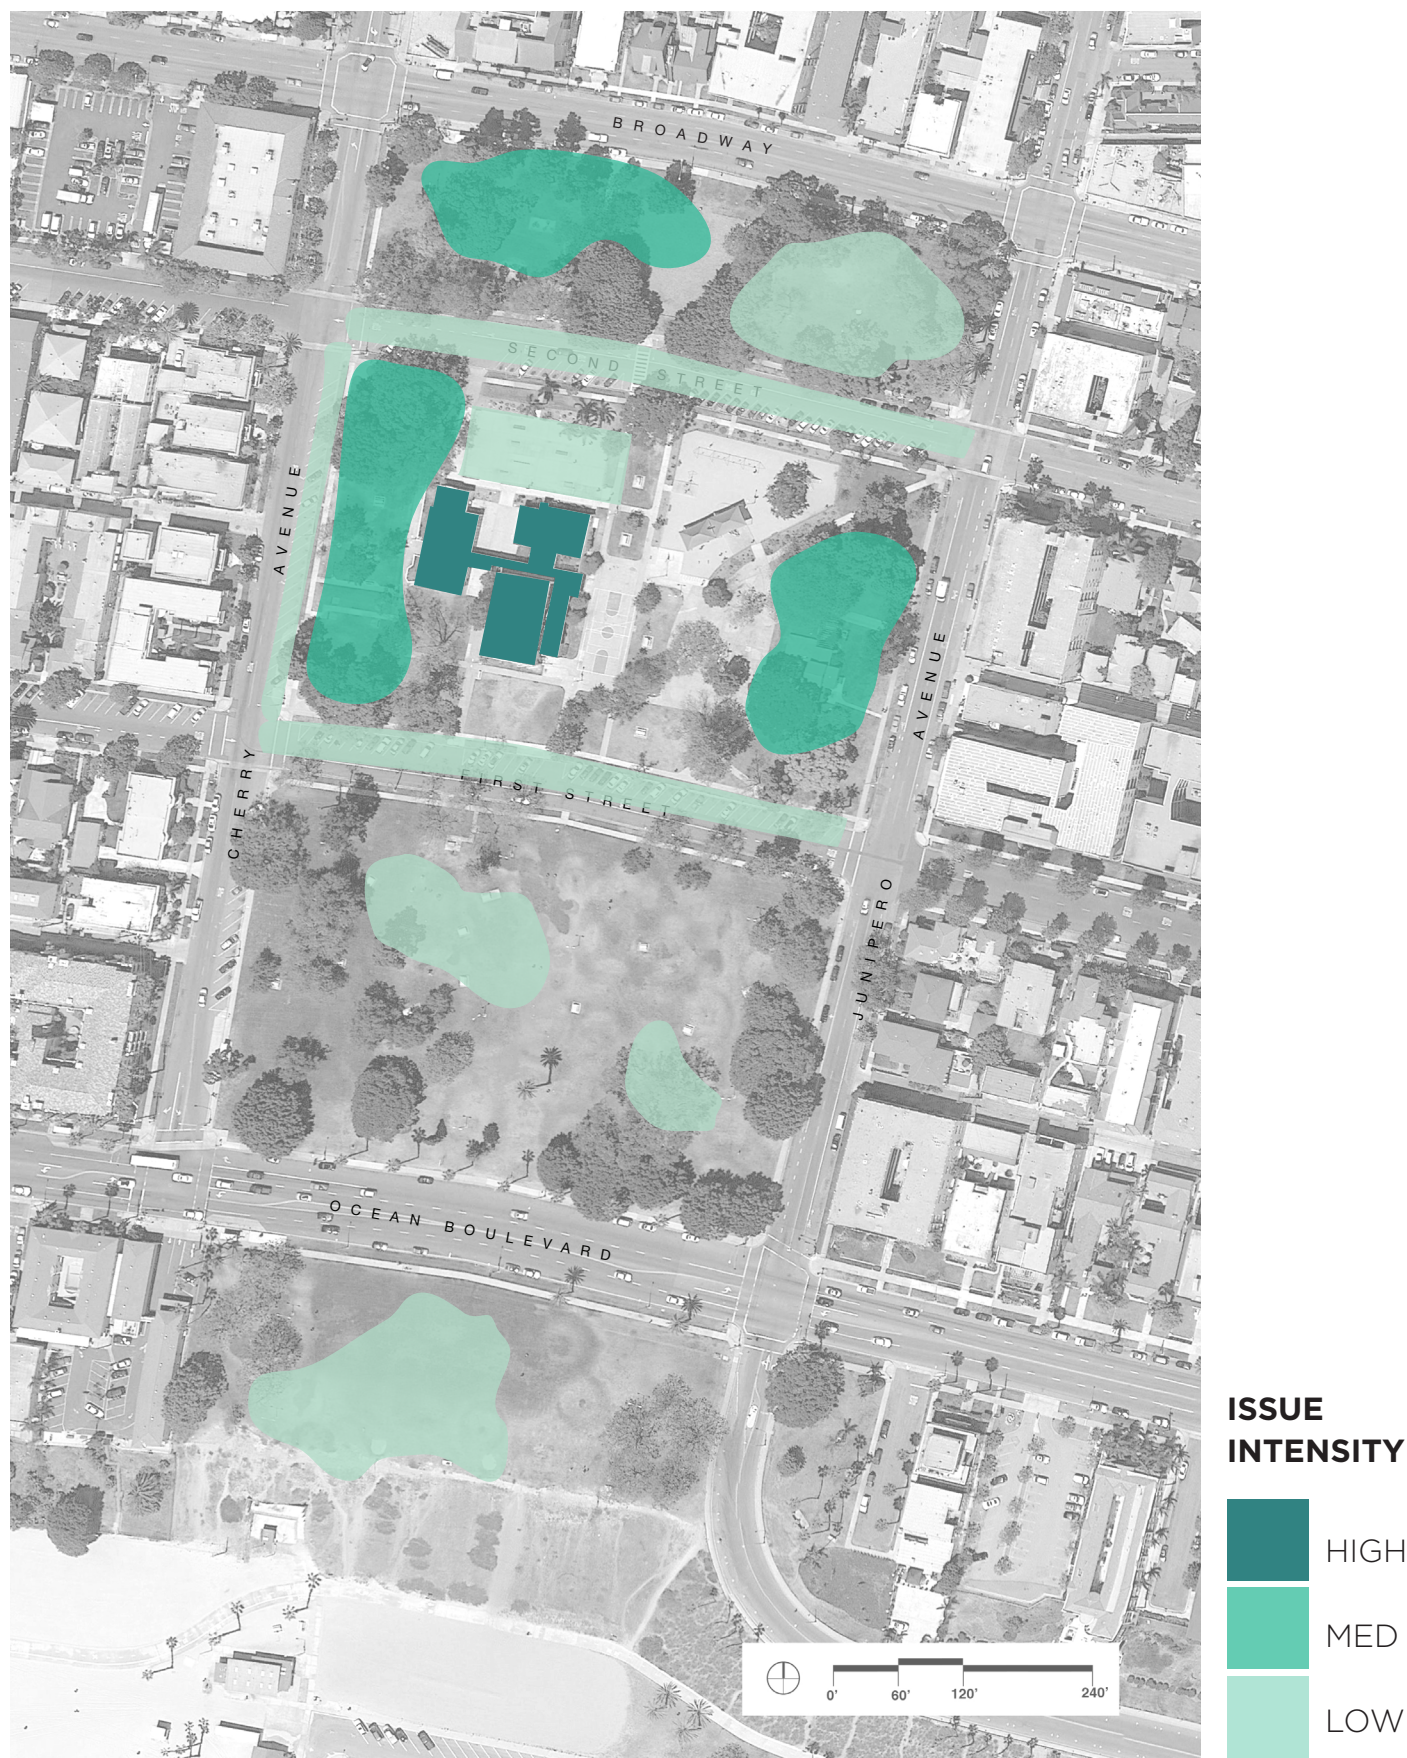 BROADWAY
SECOND STREET
AVENUE
AVENUE
FIRST STREET
CHERRY
JUNIPERO
OCEAN BOULEVARD
ISSUE
INTENSITY
HIGH
MED
LOW
0' 60' 120' 240'